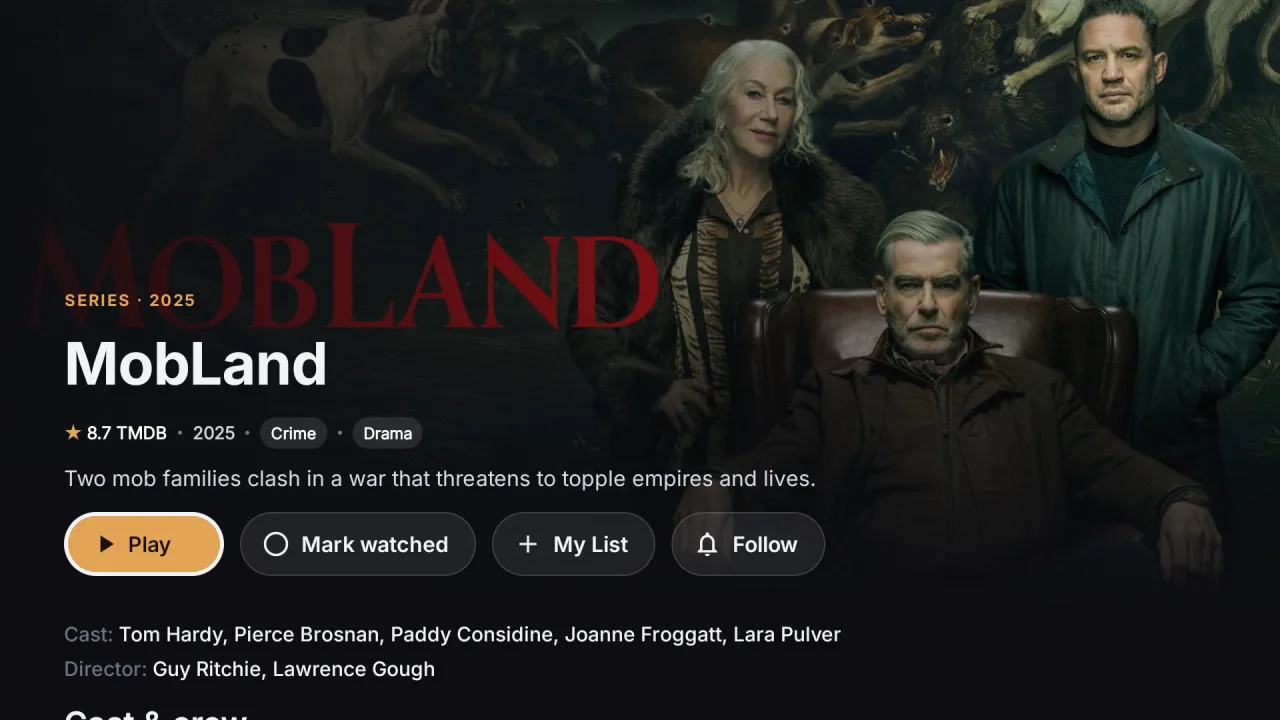 MOBLAND
SERIES · 2025
MobLand
★ 8.7 TMDB · 2025 · Crime · Drama
Two mob families clash in a war that threatens to topple empires and lives.
Play
Mark watched
My List
Follow
Cast: Tom Hardy, Pierce Brosnan, Paddy Considine, Joanne Froggatt, Lara Pulver
Director: Guy Ritchie, Lawrence Gough
Cast & crew